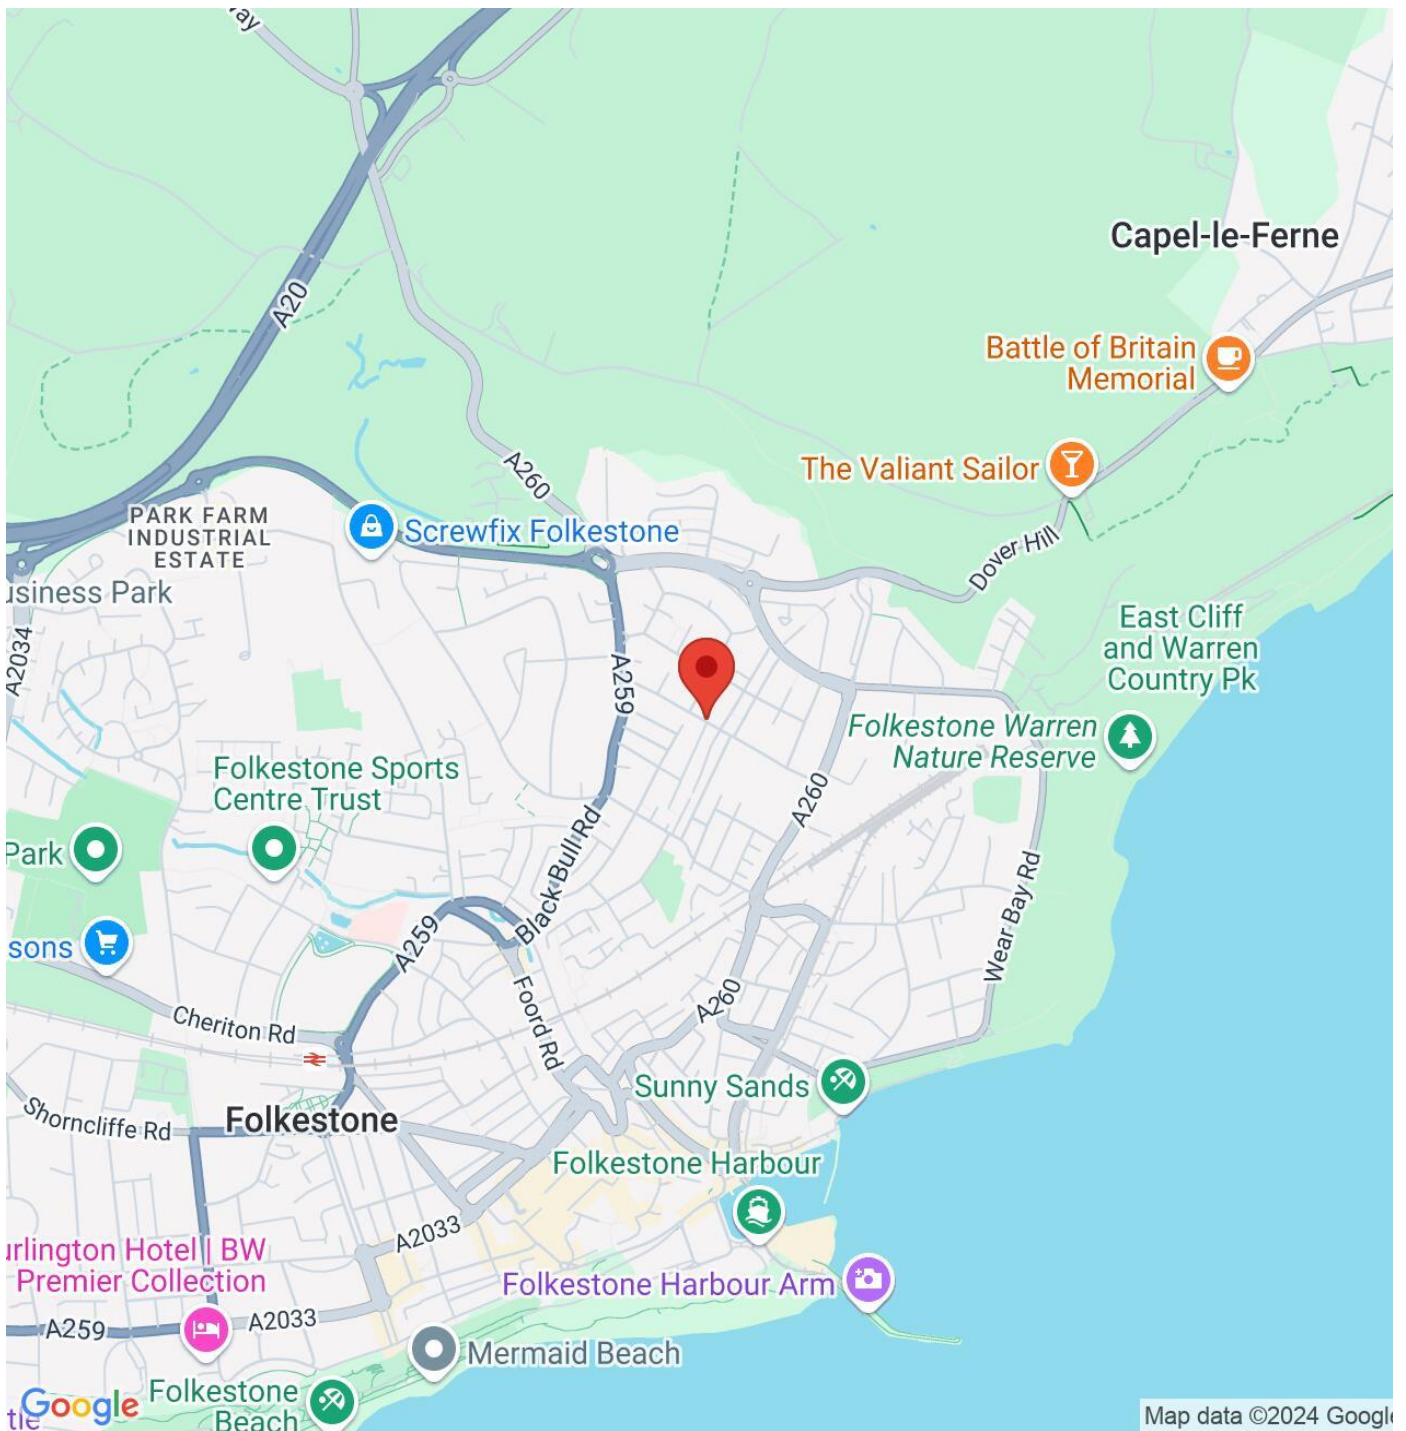 ay
A20
Capel-le-Ferne
Battle of Britain
Memorial
A260
The Valiant Sailor
PARK FARM
INDUSTRIAL
ESTATE
Screwfix Folkestone
Dover Hill
usiness Park
A2034
A259
East Cliff
and Warren
Country Pk
Folkestone Warren
Nature Reserve
Folkestone Sports
Centre Trust
A260
Black Bull Rd
Park
Wear Bay Rd
A259
sons
Foord Rd
A260
Cheriton Rd
Sunny Sands
Shorncliffe Rd
Folkestone
Folkestone Harbour
A2033
urlington Hotel | BW
Premier Collection
Folkestone Harbour Arm
A259
A2033
Mermaid Beach
Folkestone
Beach
Google
tle
Map data ©2024 Google